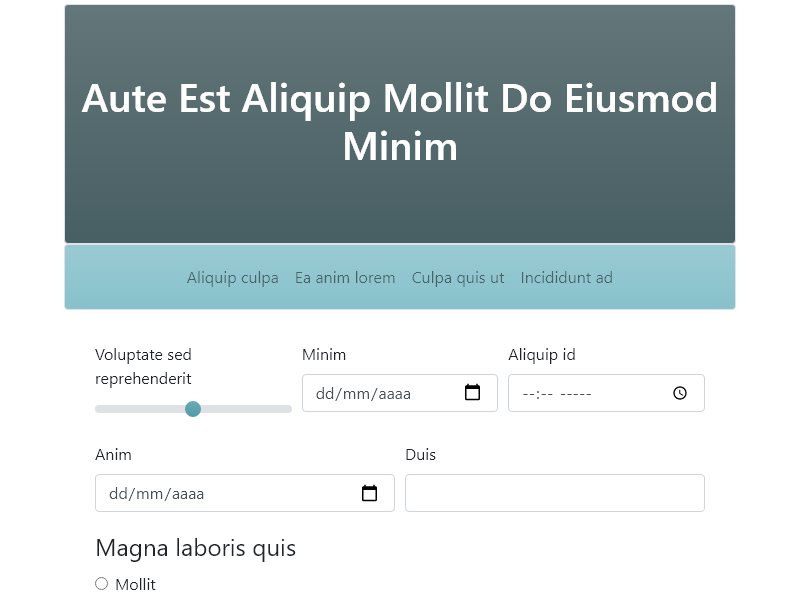 Aute Est Aliquip Mollit Do Eiusmod
Minim
Aliquip culpa Ea anim lorem Culpa quis ut Incididunt ad
Voluptate sed
reprehenderit
Minim
dd/mm/aaaa
Aliquip id
--:-- -----
Anim
dd/mm/aaaa
Duis
Magna laboris quis
Mollit